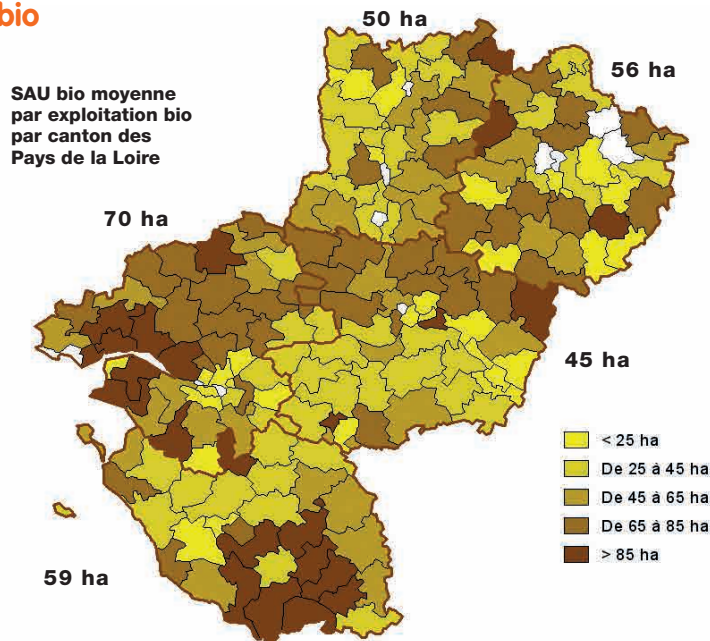 bio
50 ha
56 ha
SAU bio moyenne
par exploitation bio
par canton des
Pays de la Loire
70 ha
45 ha
< 25 ha
De 25 à 45 ha
De 45 à 65 ha
De 65 à 85 ha
> 85 ha
59 ha